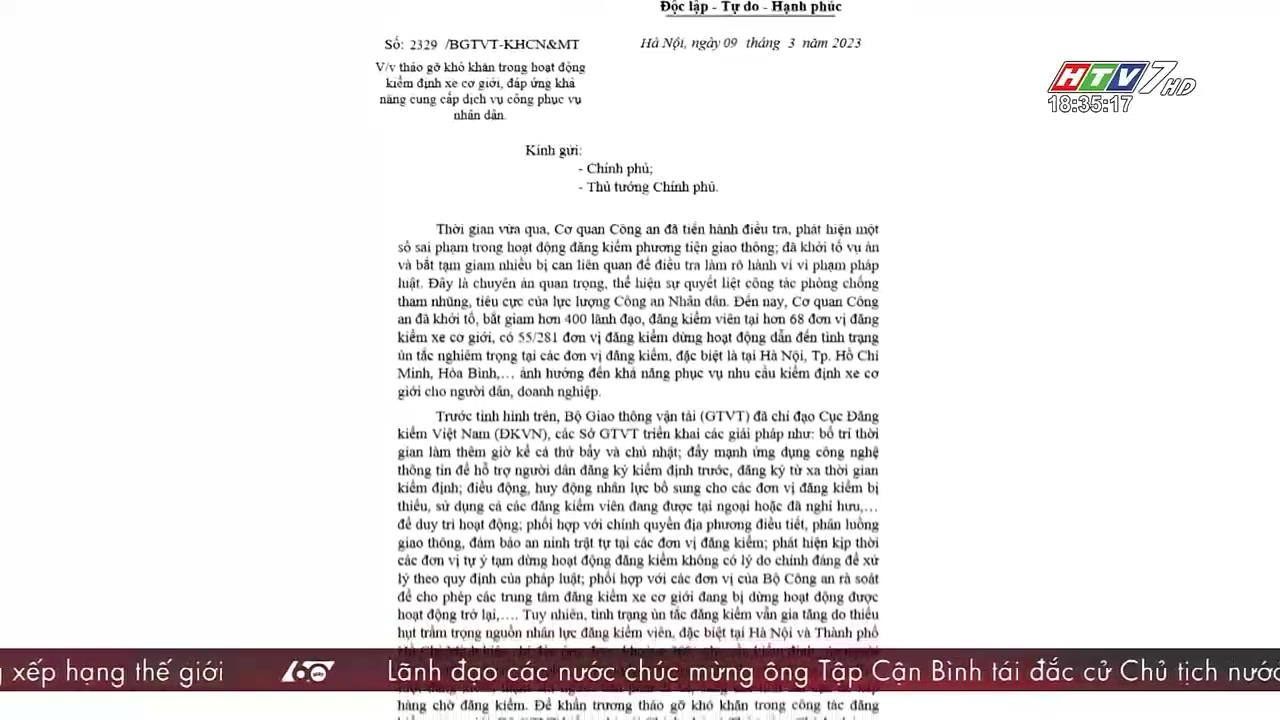 Độc lập - Tự do - Hạnh phúc
Số: 2329 /BGTVT-KHCN&MT
Hà Nội, ngày 09 tháng 3 năm 2023
V/v tháo gỡ khó khăn trong hoạt động
kiểm định xe cơ giới, đáp ứng khả
năng cung cấp dịch vụ công phục vụ
nhân dân.
HTV7 HD
18:35:17
Kính gửi:
- Chính phủ;
- Thủ tướng Chính phủ.
Thời gian vừa qua, Cơ quan Công an đã tiến hành điều tra, phát hiện một
số sai phạm trong hoạt động đăng kiểm phương tiện giao thông; đã khởi tố vụ án
và bắt tạm giam nhiều bị can liên quan để điều tra làm rõ hành vi vi phạm pháp
luật. Đây là chuyên án quan trọng, thể hiện sự quyết liệt công tác phòng chống
tham nhũng, tiêu cực của lực lượng Công an Nhân dân. Đến nay, Cơ quan Công
an đã khởi tố, bắt giam hơn 400 lãnh đạo, đăng kiểm viên tại hơn 68 đơn vị đăng
kiểm xe cơ giới, có 55/281 đơn vị đăng kiểm dừng hoạt động dẫn đến tình trạng
ùn tắc nghiêm trọng tại các đơn vị đăng kiểm, đặc biệt là tại Hà Nội, Tp. Hồ Chí
Minh, Hòa Bình,… ảnh hưởng đến khả năng phục vụ nhu cầu kiểm định xe cơ
giới cho người dân, doanh nghiệp.
Trước tình hình trên, Bộ Giao thông vận tải (GTVT) đã chỉ đạo Cục Đăng
kiểm Việt Nam (ĐKVN), các Sở GTVT triển khai các giải pháp như: bố trí thời
gian làm thêm giờ kể cả thứ bảy và chủ nhật; đẩy mạnh ứng dụng công nghệ
thông tin để hỗ trợ người dân đăng ký kiểm định trước, đăng ký từ xa thời gian
kiểm định; điều động, huy động nhân lực bổ sung cho các đơn vị đăng kiểm bị
thiếu, sử dụng cả các đăng kiểm viên đang được tại ngoại hoặc đã nghỉ hưu,…
để duy trì hoạt động; phối hợp với chính quyền địa phương điều tiết, phân luồng
giao thông, đảm bảo an ninh trật tự tại các đơn vị đăng kiểm; phát hiện kịp thời
các đơn vị tự ý tạm dừng hoạt động đăng kiểm không có lý do chính đáng để xử
lý theo quy định của pháp luật; phối hợp với các đơn vị của Bộ Công an rà soát
để cho phép các trung tâm đăng kiểm xe cơ giới đang bị dừng hoạt động được
hoạt động trở lại,…. Tuy nhiên, tình trạng ùn tắc đăng kiểm vẫn gia tăng do thiếu
hụt trầm trọng nguồn nhân lực đăng kiểm viên, đặc biệt tại Hà Nội và Thành phố
xếp hạng thế giới
60
Lãnh đạo các nước chúc mừng ông Tập Cận Bình tái đắc cử Chủ tịch nước
hàng chờ đăng kiểm. Để khẩn trương tháo gỡ khó khăn trong công tác đăng